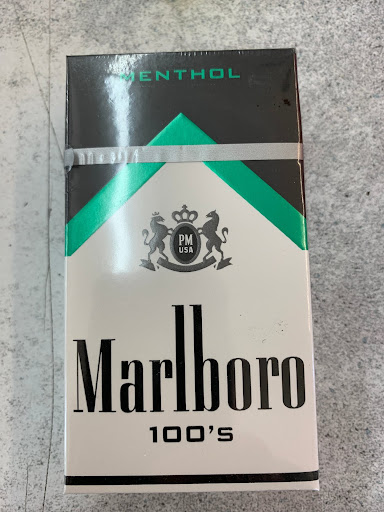 MENTHOL
PM
USA
Marlboro
100's